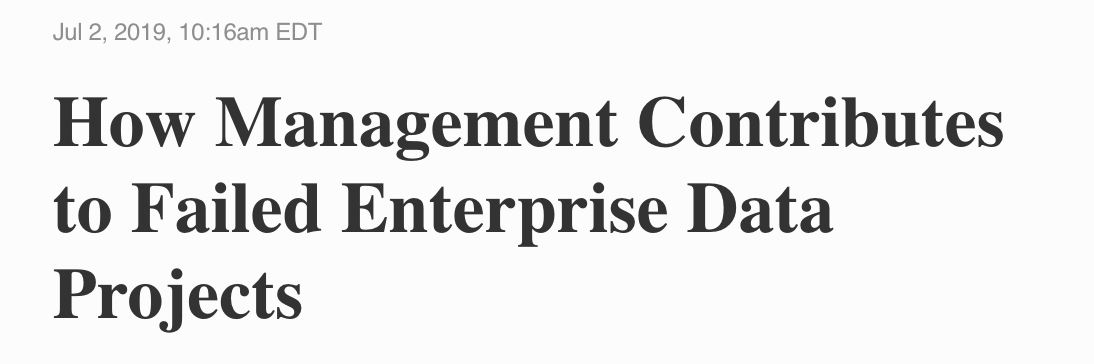 Jul 2, 2019, 10:16am EDT
How Management Contributes
to Failed Enterprise Data
Projects